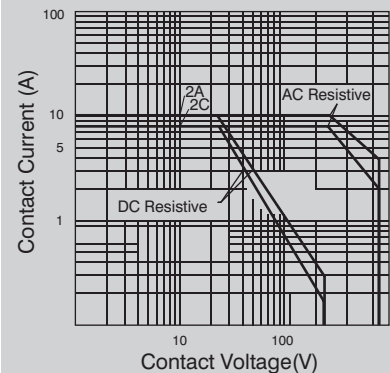 100
10
5
1
Contact Current (A)
2A
2C
AC Resistive
DC Resistive
10
100
Contact Voltage(V)